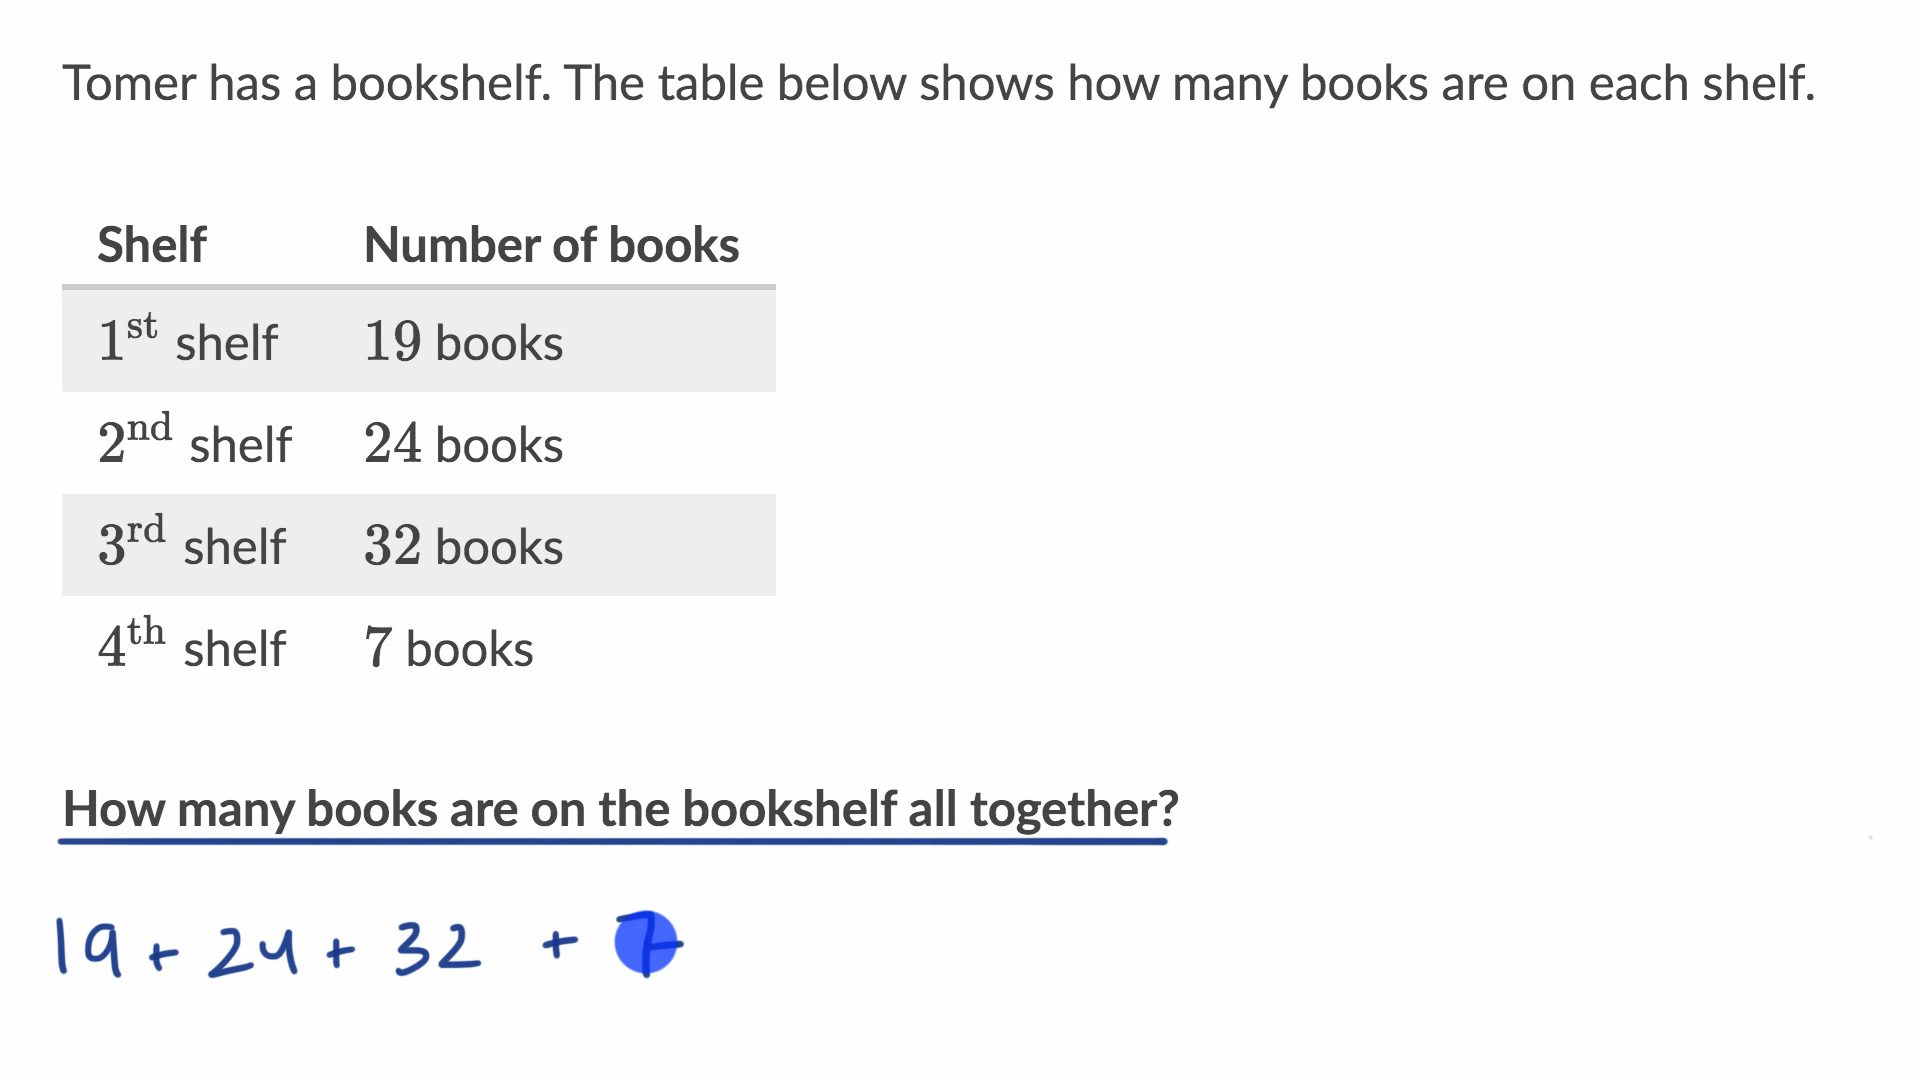 Tomer has a bookshelf. The table below shows how many books are on each shelf.
Shelf Number of books
1st shelf 19 books
2nd shelf 24 books
3rd shelf 32 books
4th shelf 7 books
How many books are on the bookshelf all together?
19 + 24 + 32 + 7